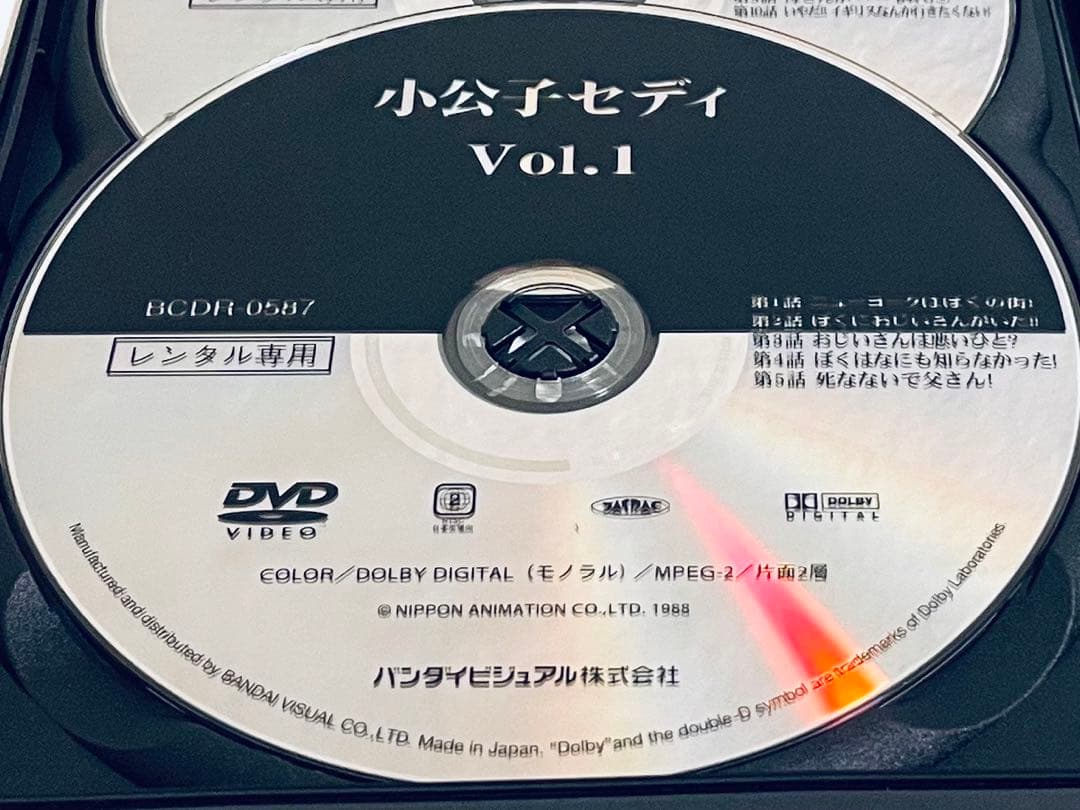 第10話 いやだ!イギリスなんか行きたくない!
小公子セディ
Vol.1
BCDR-0587
レンタル専用
第1話 ニューヨークはぼくの街!
第2話 ぼくにおじいさんがいた!!
第3話 おじいさんは悪いひと?
第4話 ぼくはなにも知らなかった!
第5話 死なないで父さん!
DVD
VIDEO
2
DOLBY
DIGITAL
COLOR/DOLBY DIGITAL (モノラル) /MPEG-2/片面2層
© NIPPON ANIMATION CO.,LTD. 1988
バンダイビジュアル株式会社
Manufactured and distributed by BANDAI VISUAL CO.,LTD. Made in Japan. "Dolby" and the double-D symbol are trademarks of Dolby Laboratories.